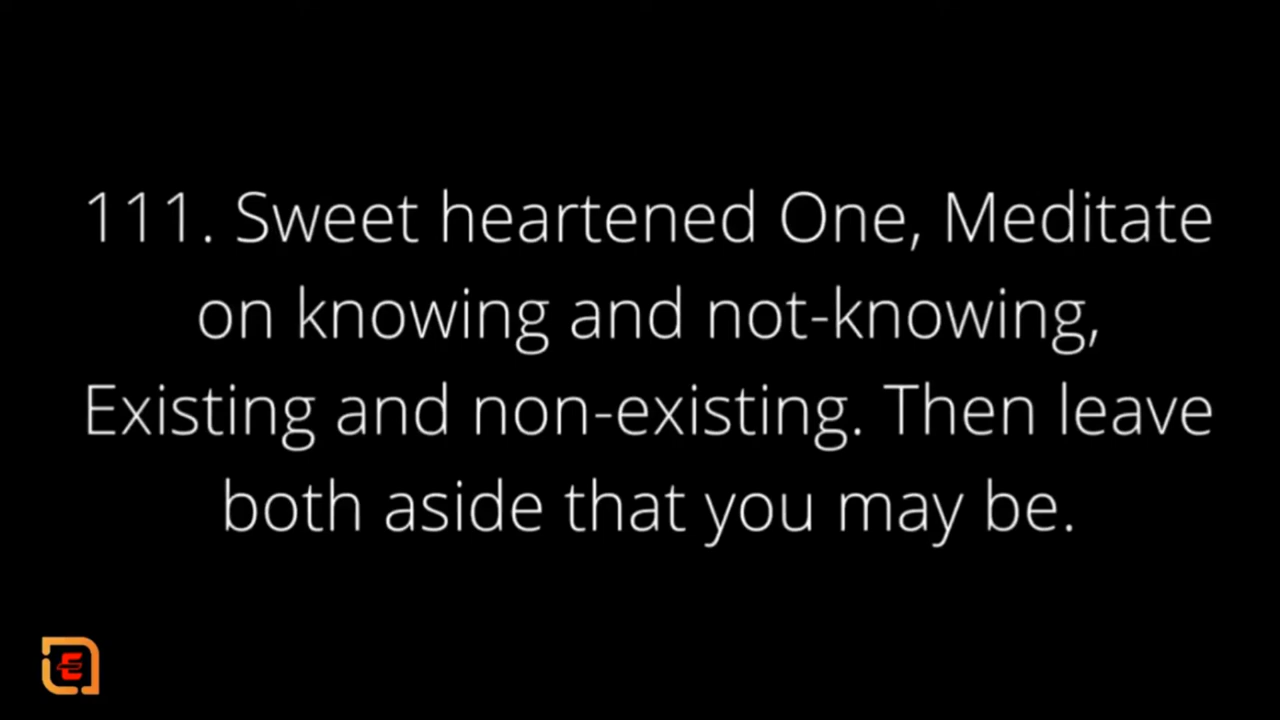 111. Sweet heartened One, Meditate
on knowing and not-knowing,
Existing and non-existing. Then leave
both aside that you may be.
E